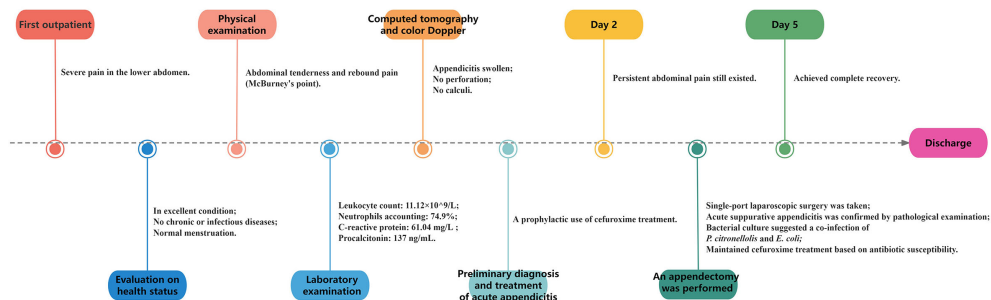 First outpatient
Severe pain in the lower abdomen.
Evaluation on
health status
In excellent condition;
No chronic or infectious diseases;
Normal menstruation.
Physical
examination
Abdominal tenderness and rebound pain
(McBurney's point).
Laboratory
examination
Leukocyte count: 11.12×10^9/L;
Neutrophils accounting: 74.9%;
C-reactive protein: 61.04 mg/L ;
Procalcitonin: 137 ng/mL.
Computed tomography
and color Doppler
Appendicitis swollen;
No perforation;
No calculi.
Preliminary diagnosis
and treatment
of acute appendicitis
A prophylactic use of cefuroxime treatment.
Day 2
Persistent abdominal pain still existed.
An appendectomy
was performed
Single-port laparoscopic surgery was taken;
Acute suppurative appendicitis was confirmed by pathological examination;
Bacterial culture suggested a co-infection of
P. citronellolis and E. coli;
Maintained cefuroxime treatment based on antibiotic susceptibility.
Day 5
Achieved complete recovery.
Discharge